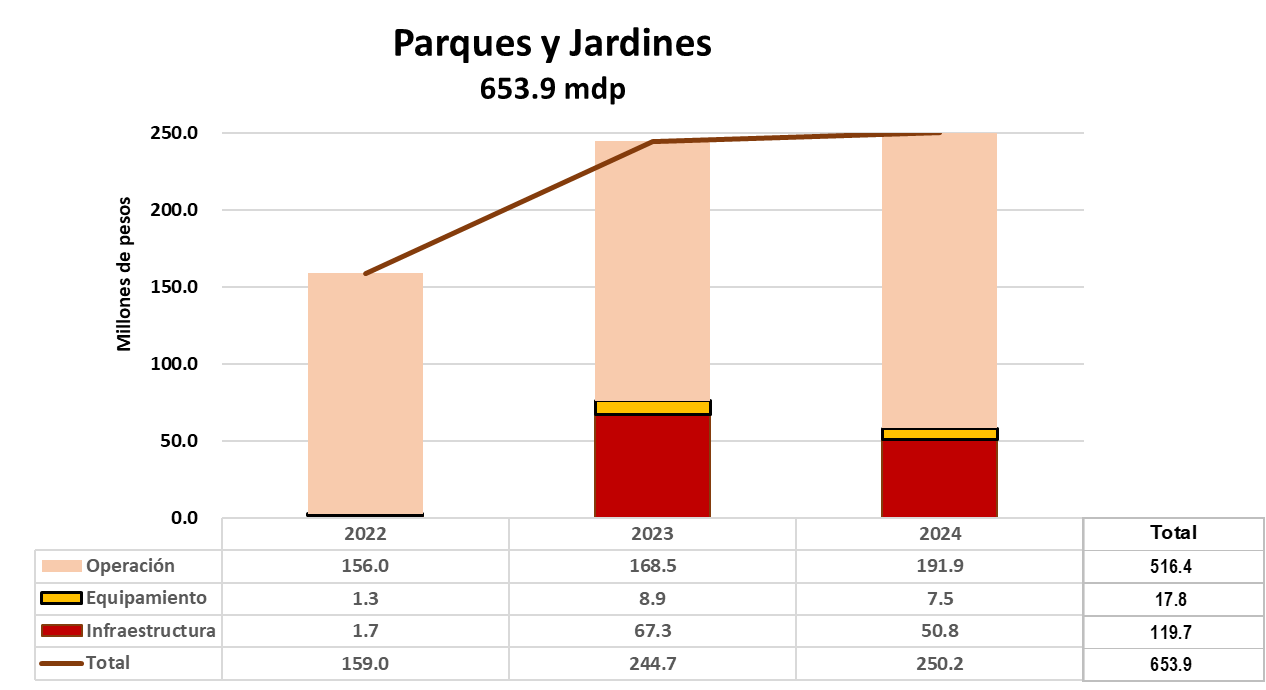 Parques y Jardines
653.9 mdp
Millones de pesos
250.0
200.0
150.0
100.0
50.0
0.0
2022 2023 2024 Total
Operación 156.0 168.5 191.9 516.4
Equipamiento 1.3 8.9 7.5 17.8
Infraestructura 1.7 67.3 50.8 119.7
Total 159.0 244.7 250.2 653.9